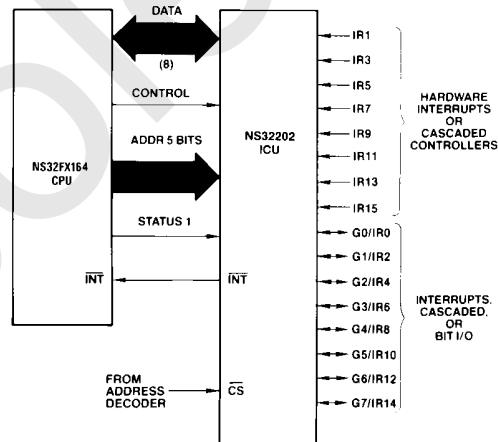 DATA
(8)
CONTROL
ADDR 5 BITS
STATUS 1
NS32FX164
CPU
INT
NS32202
ICU
INT
FROM
ADDRESS
DECODER
CS
IR1
IR3
IR5
IR7
IR9
IR11
IR13
IR15
HARDWARE
INTERRUPTS
OR
CASCADED
CONTROLLERS
G0/IR0
G1/IR2
G2/IR4
G3/IR6
G4/IR8
G5/IR10
G6/IR12
G7/IR14
INTERRUPTS,
CASCADED,
OR
BIT I/O